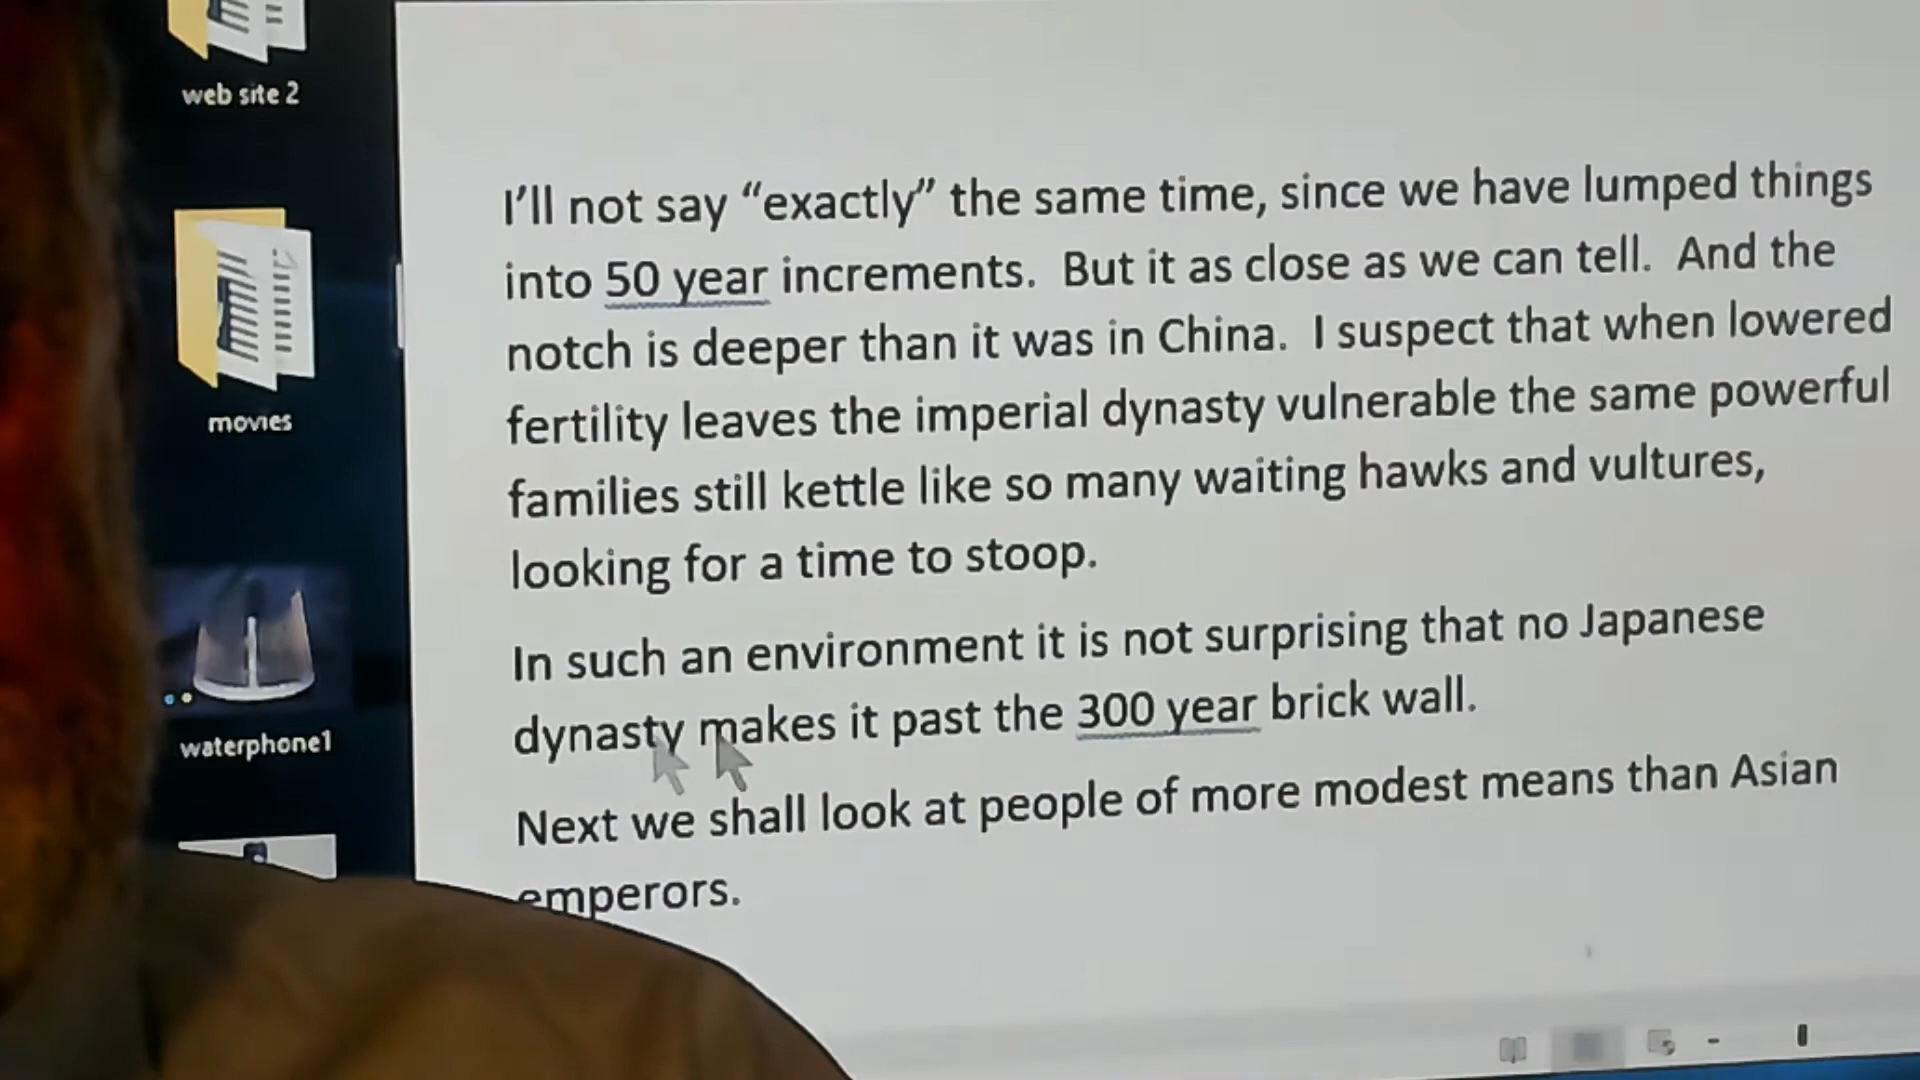 web site 2
movies
waterphone1
I'll not say “exactly” the same time, since we have lumped things
into 50 year increments.  But it as close as we can tell.  And the
notch is deeper than it was in China.  I suspect that when lowered
fertility leaves the imperial dynasty vulnerable the same powerful
families still kettle like so many waiting hawks and vultures,
looking for a time to stoop.
In such an environment it is not surprising that no Japanese
dynasty makes it past the 300 year brick wall.
Next we shall look at people of more modest means than Asian
emperors.